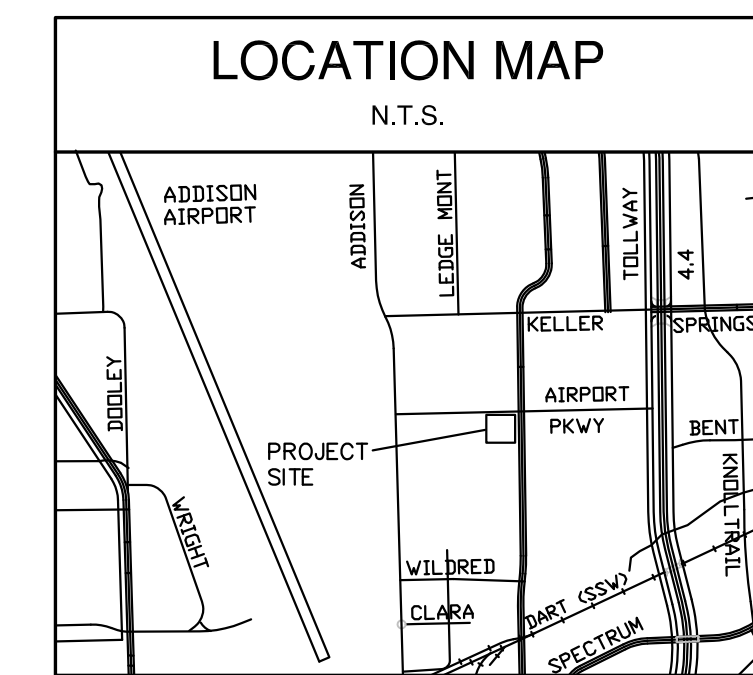 LOCATION MAP
N.T.S.
ADDISON
AIRPORT
ADDISON
LEDGE MONT
TOLLWAY
4.4
KELLER
SPRINGS
DOOLEY
AIRPORT
PKWY
BENT
PROJECT
SITE
KNOLL TRAIL
WRIGHT
WILDRED
CLARA
DART (SSW)
SPECTRUM